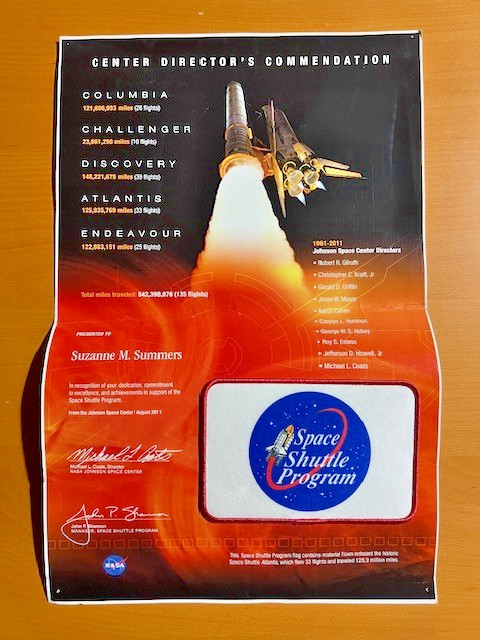 CENTER DIRECTOR'S COMMENDATION
COLUMBIA
121,696,993 miles (28 flights)
CHALLENGER
23,661,290 miles (10 flights)
DISCOVERY
148,221,675 miles (39 flights)
ATLANTIS
125,935,769 miles (33 flights)
ENDEAVOUR
122,883,151 miles (25 flights)
Total miles traveled: 542,398,878 (135 flights)
1981-2011
Johnson Space Center Directors
• Robert R. Gilruth
• Christopher C. Kraft, Jr
• Gerald D. Griffin
• Jesse W. Moore
• Aaron Cohen
• Carolyn L. Huntoon
• George W. S. Abbey
• Roy S. Estess
• Jefferson D. Howell, Jr
• Michael L. Coats
PRESENTED TO
Suzanne M. Summers
In recognition of your dedication, commitment
to excellence, and achievements in support of the
Space Shuttle Program.
From the Johnson Space Center | August 2011
Michael L. Coats
Michael L. Coats, Director
NASA JOHNSON SPACE CENTER
John P. Shannon
John P. Shannon
MANAGER, SPACE SHUTTLE PROGRAM
NASA
Space
Shuttle
Program
This Space Shuttle Program flag contains material flown onboard the historic
Space Shuttle Atlantis, which flew 33 flights and traveled 125.9 million miles.